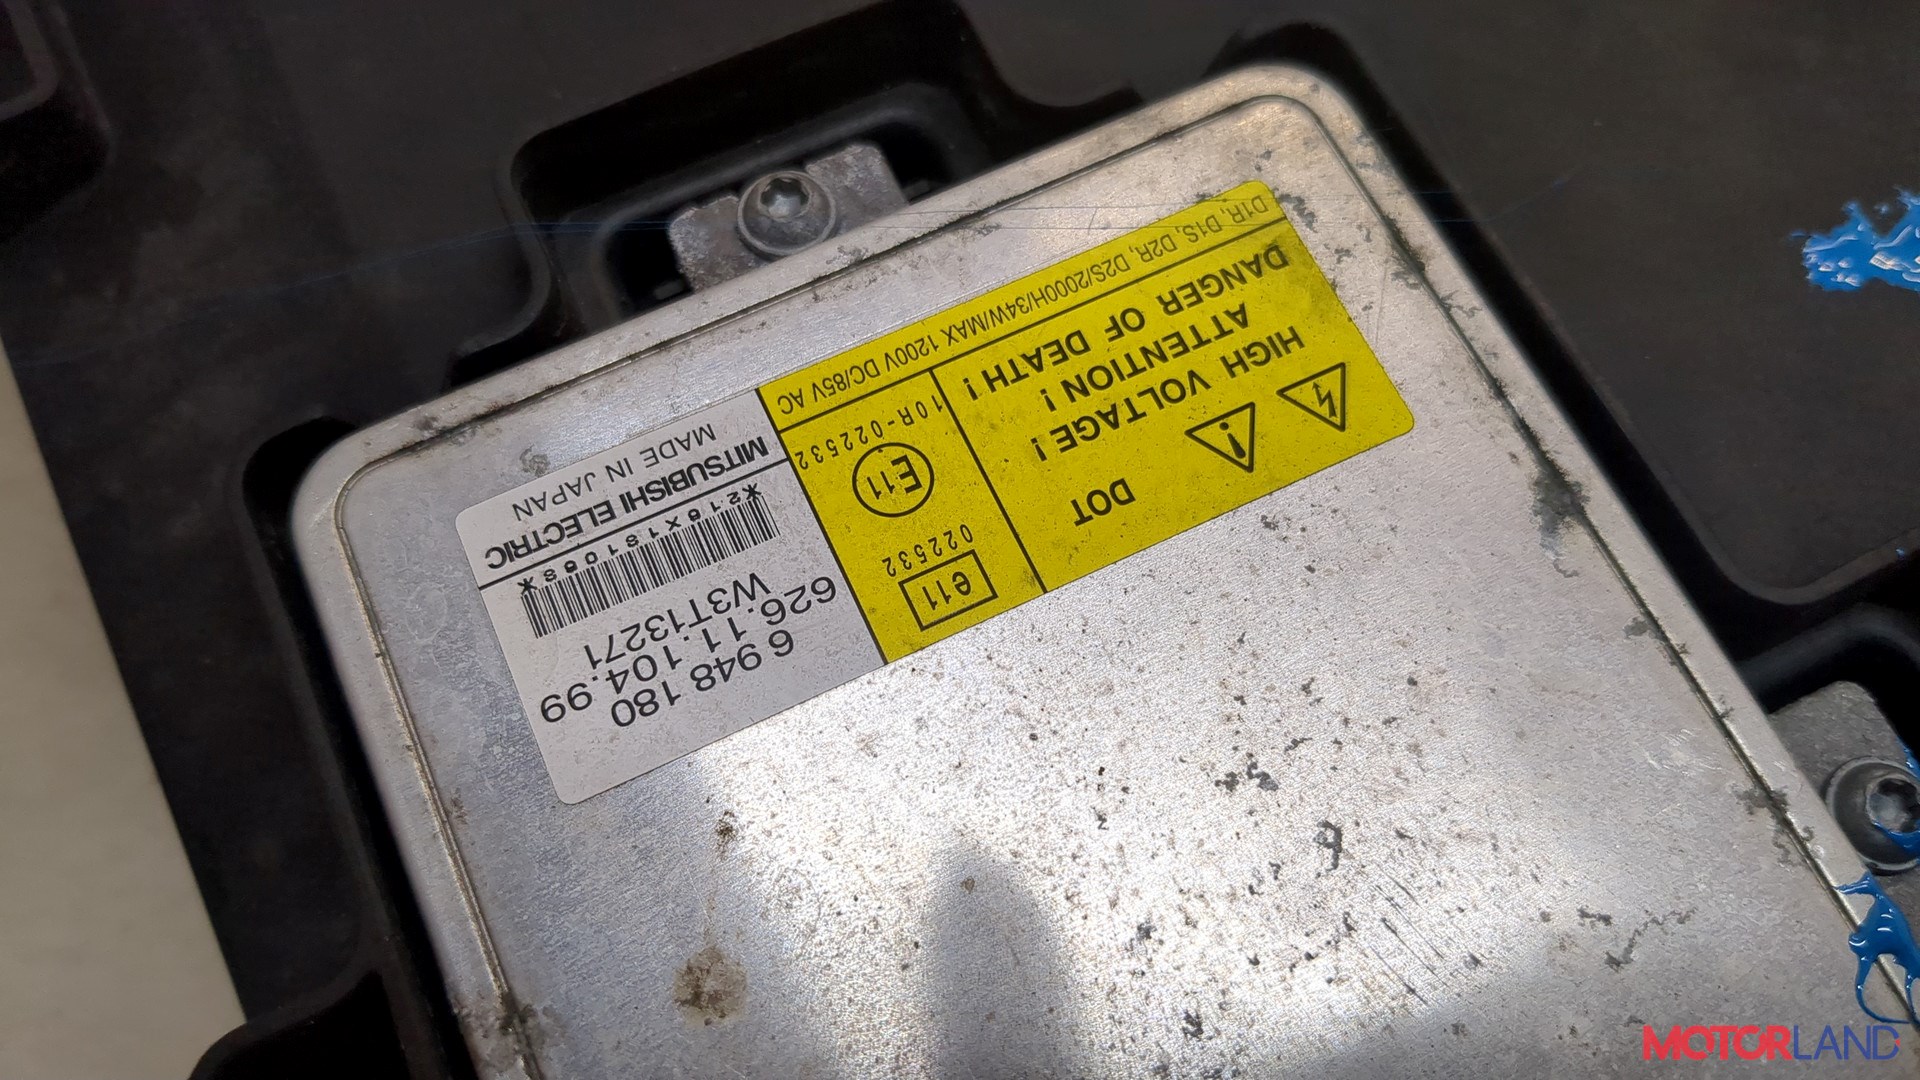 6 948 180
626.11.104.99
W3T13271
MITSUBISHI ELECTRIC
MADE IN JAPAN
e11
022532
E11
10R-022532
DOT
HIGH VOLTAGE !
ATTENTION !
DANGER OF DEATH !
D1R, D1S, D2R, D2S/2000H/34W/MAX 1200V DC/85V AC
MOTORLAND